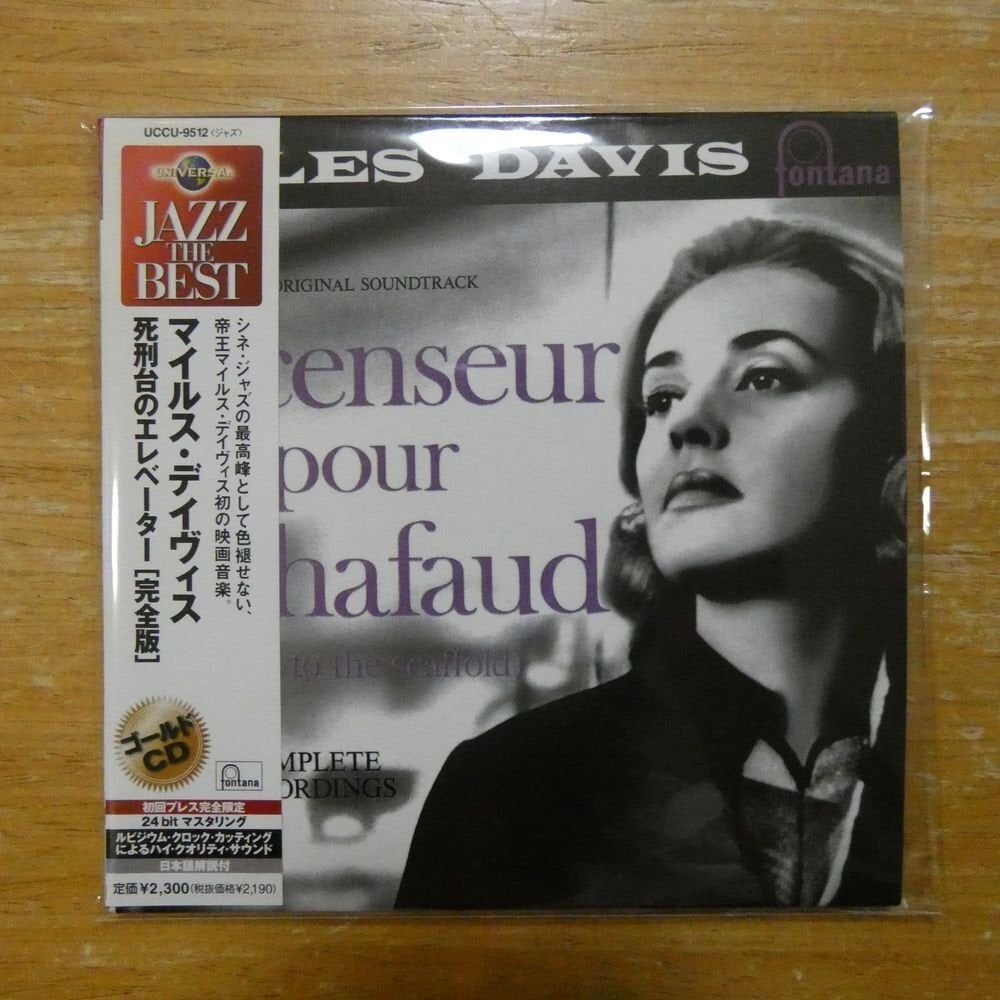 UCCU-9512〈ジャズ〉
UNIVERSAL
JAZZ
THE
BEST
シネ・ジャズの最高峰として色褪せない、
帝王マイルス・デイヴィス初の映画音楽。
マイルス・デイヴィス
死刑台のエレベーター［完全版］
ゴールド
CD
fontana
初回プレス完全限定
24 bit マスタリング
ルビジウム・クロック・カッティング
によるハイ・クオリティ・サウンド
日本語解説付
定価¥2,300(税抜価格¥2,190)
LES DAVIS
fontana
ORIGINAL SOUNDTRACK
censeur
pour
hafaud
to the scaffold)
MPLETE
ORDINGS